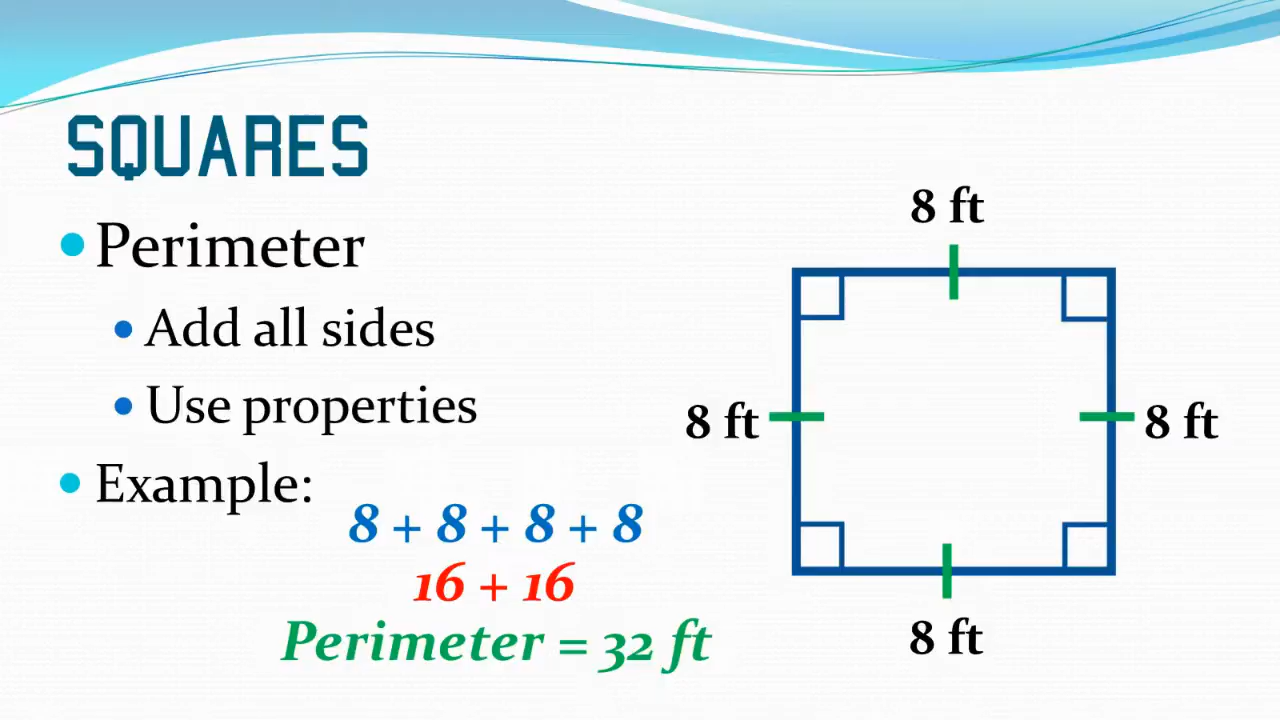 SQUARES
Perimeter
Add all sides
Use properties
Example:
8 + 8 + 8 + 8
16 + 16
Perimeter = 32 ft
8 ft
8 ft
8 ft
8 ft